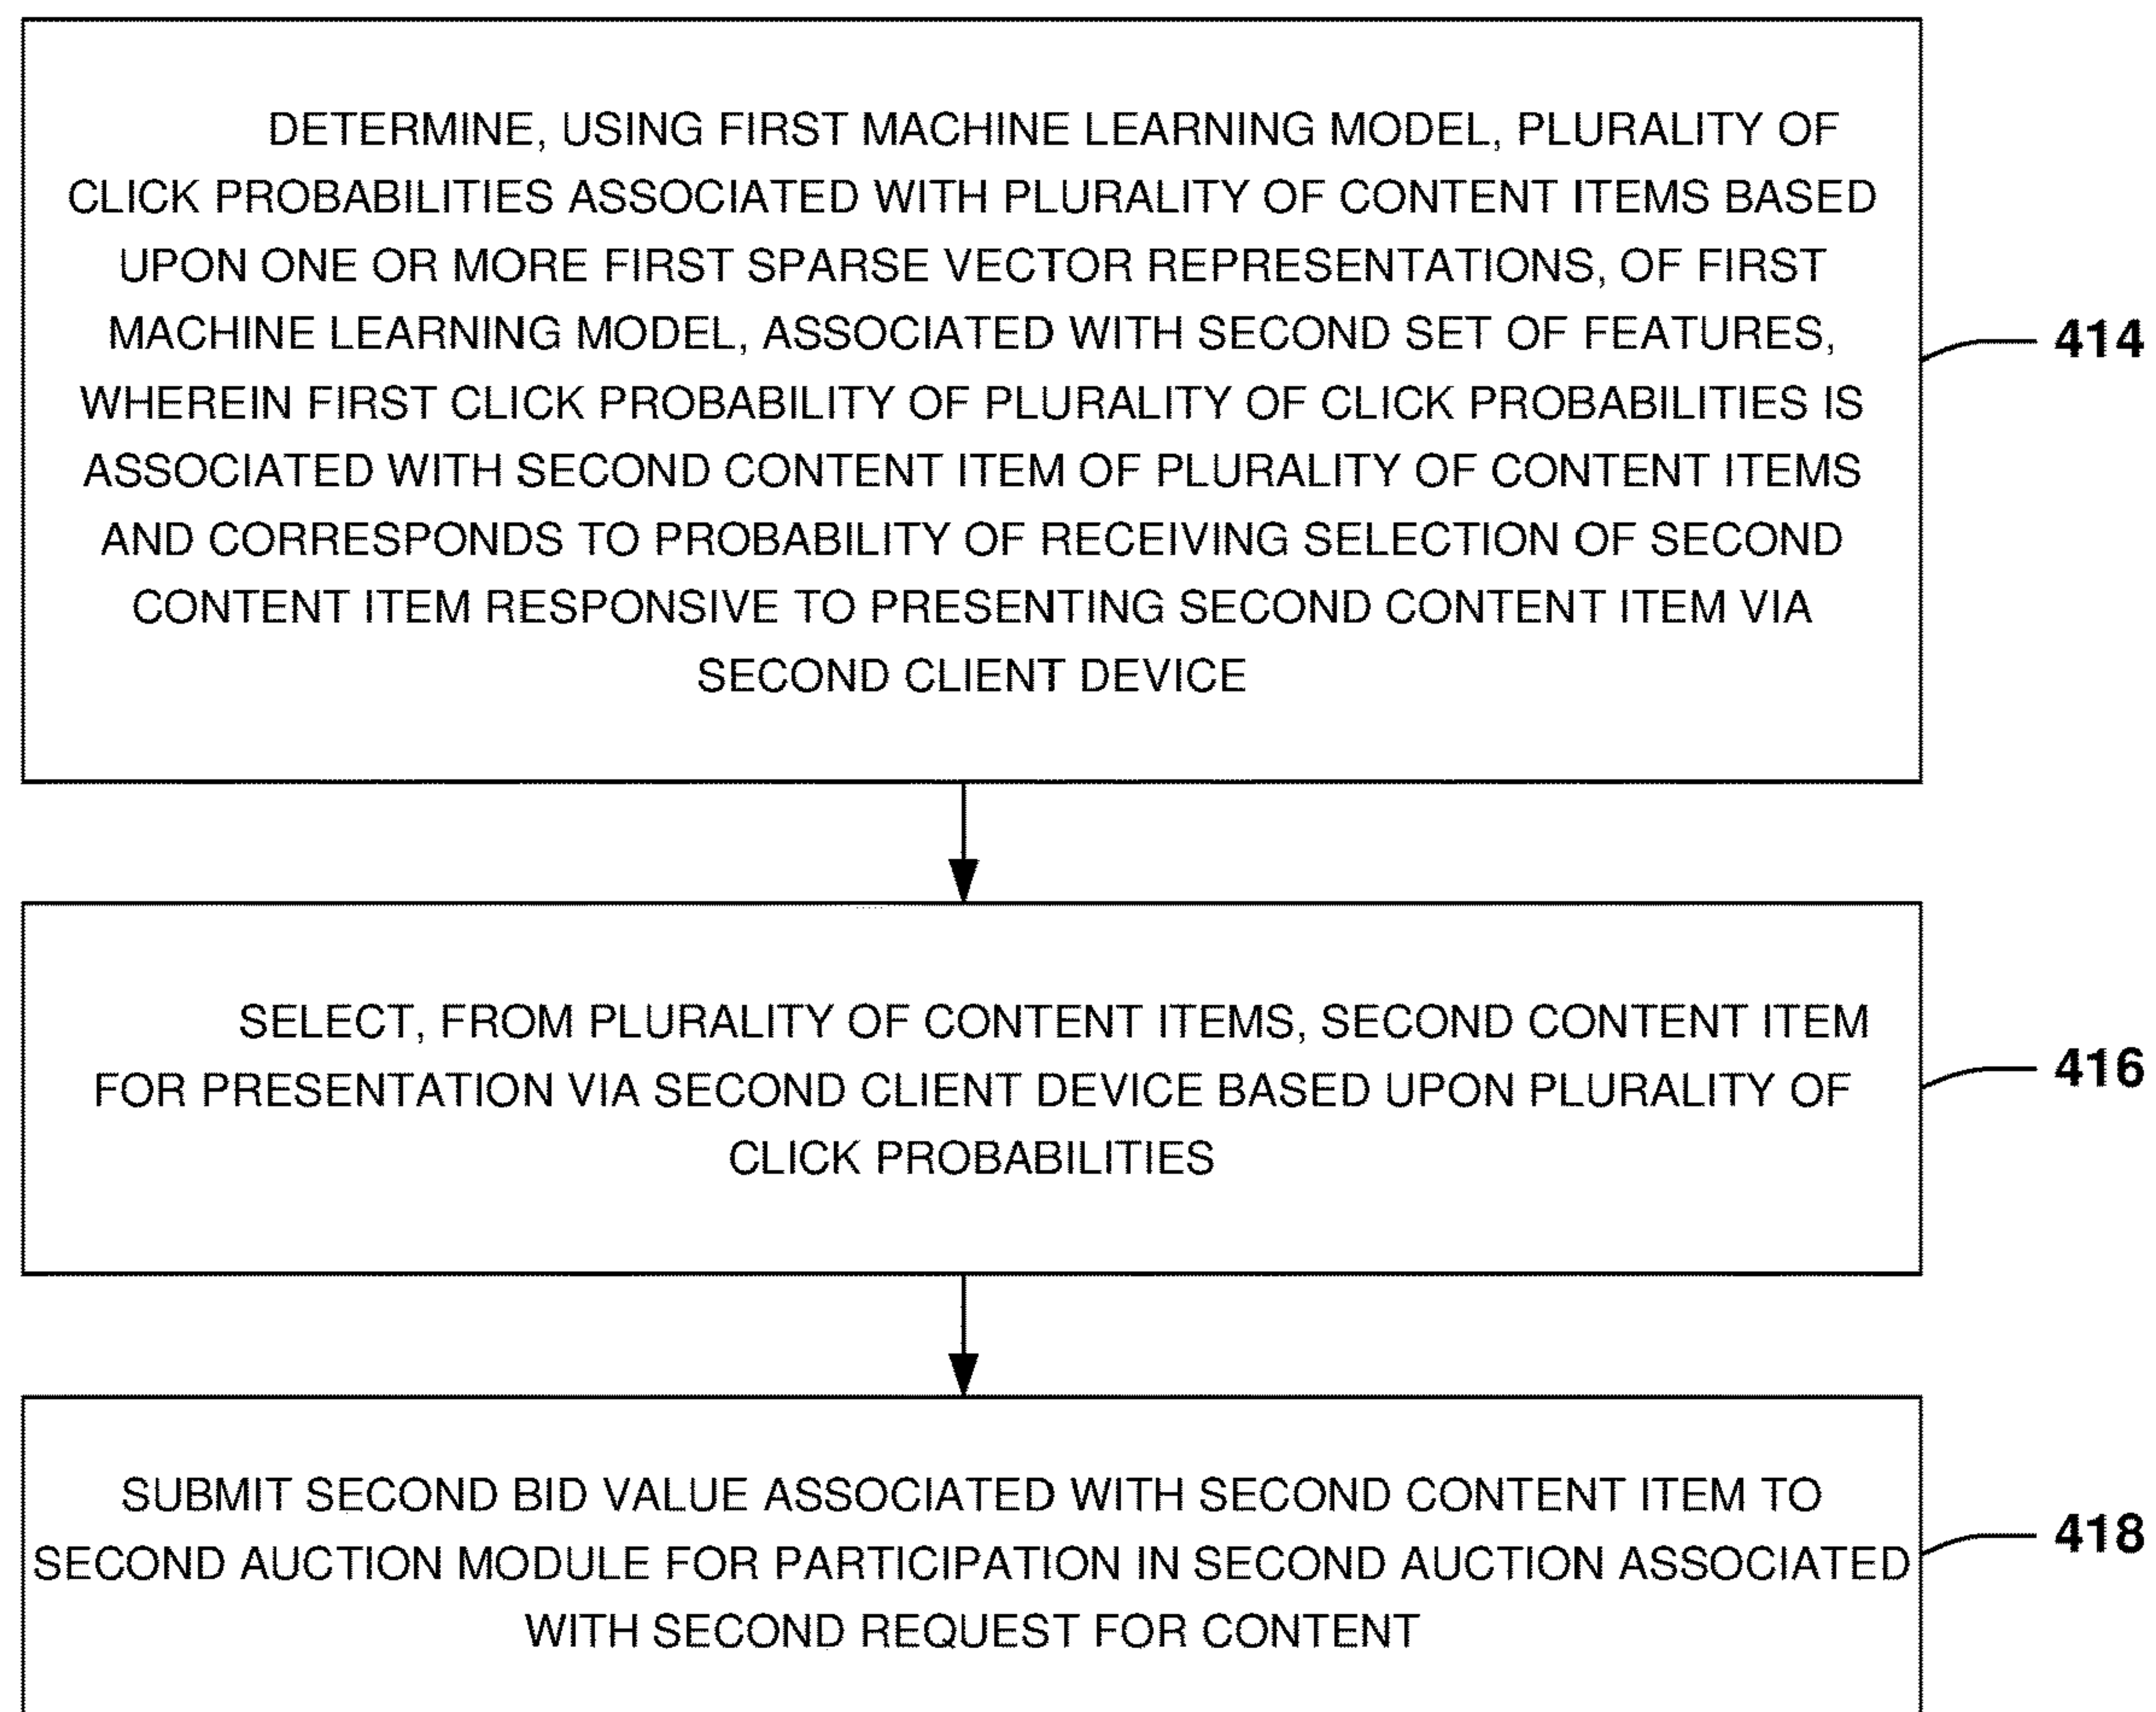 DETERMINE, USING FIRST MACHINE LEARNING MODEL, PLURALITY OF
CLICK PROBABILITIES ASSOCIATED WITH PLURALITY OF CONTENT ITEMS BASED
UPON ONE OR MORE FIRST SPARSE VECTOR REPRESENTATIONS, OF FIRST
MACHINE LEARNING MODEL, ASSOCIATED WITH SECOND SET OF FEATURES,
WHEREIN FIRST CLICK PROBABILITY OF PLURALITY OF CLICK PROBABILITIES IS
ASSOCIATED WITH SECOND CONTENT ITEM OF PLURALITY OF CONTENT ITEMS
AND CORRESPONDS TO PROBABILITY OF RECEIVING SELECTION OF SECOND
CONTENT ITEM RESPONSIVE TO PRESENTING SECOND CONTENT ITEM VIA
SECOND CLIENT DEVICE
414
SELECT, FROM PLURALITY OF CONTENT ITEMS, SECOND CONTENT ITEM
FOR PRESENTATION VIA SECOND CLIENT DEVICE BASED UPON PLURALITY OF
CLICK PROBABILITIES
416
SUBMIT SECOND BID VALUE ASSOCIATED WITH SECOND CONTENT ITEM TO
SECOND AUCTION MODULE FOR PARTICIPATION IN SECOND AUCTION ASSOCIATED
WITH SECOND REQUEST FOR CONTENT
418